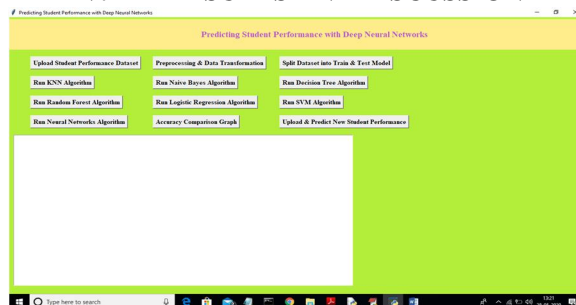 Predicting Student Performance with Deep Neural Networks
Predicting Student Performance with Deep Neural Networks
Upload Student Performance Dataset Preprocessing & Data Transformation Split Dataset into Train & Test Model
Run KNN Algorithm Run Naive Bayes Algorithm Run Decision Tree Algorithm
Run Random Forest Algorithm Run Logistic Regression Algorithm Run SVM Algorithm
Run Neural Networks Algorithm Accuracy Comparison Graph Upload & Predict New Student Performance
Type here to search 13:21